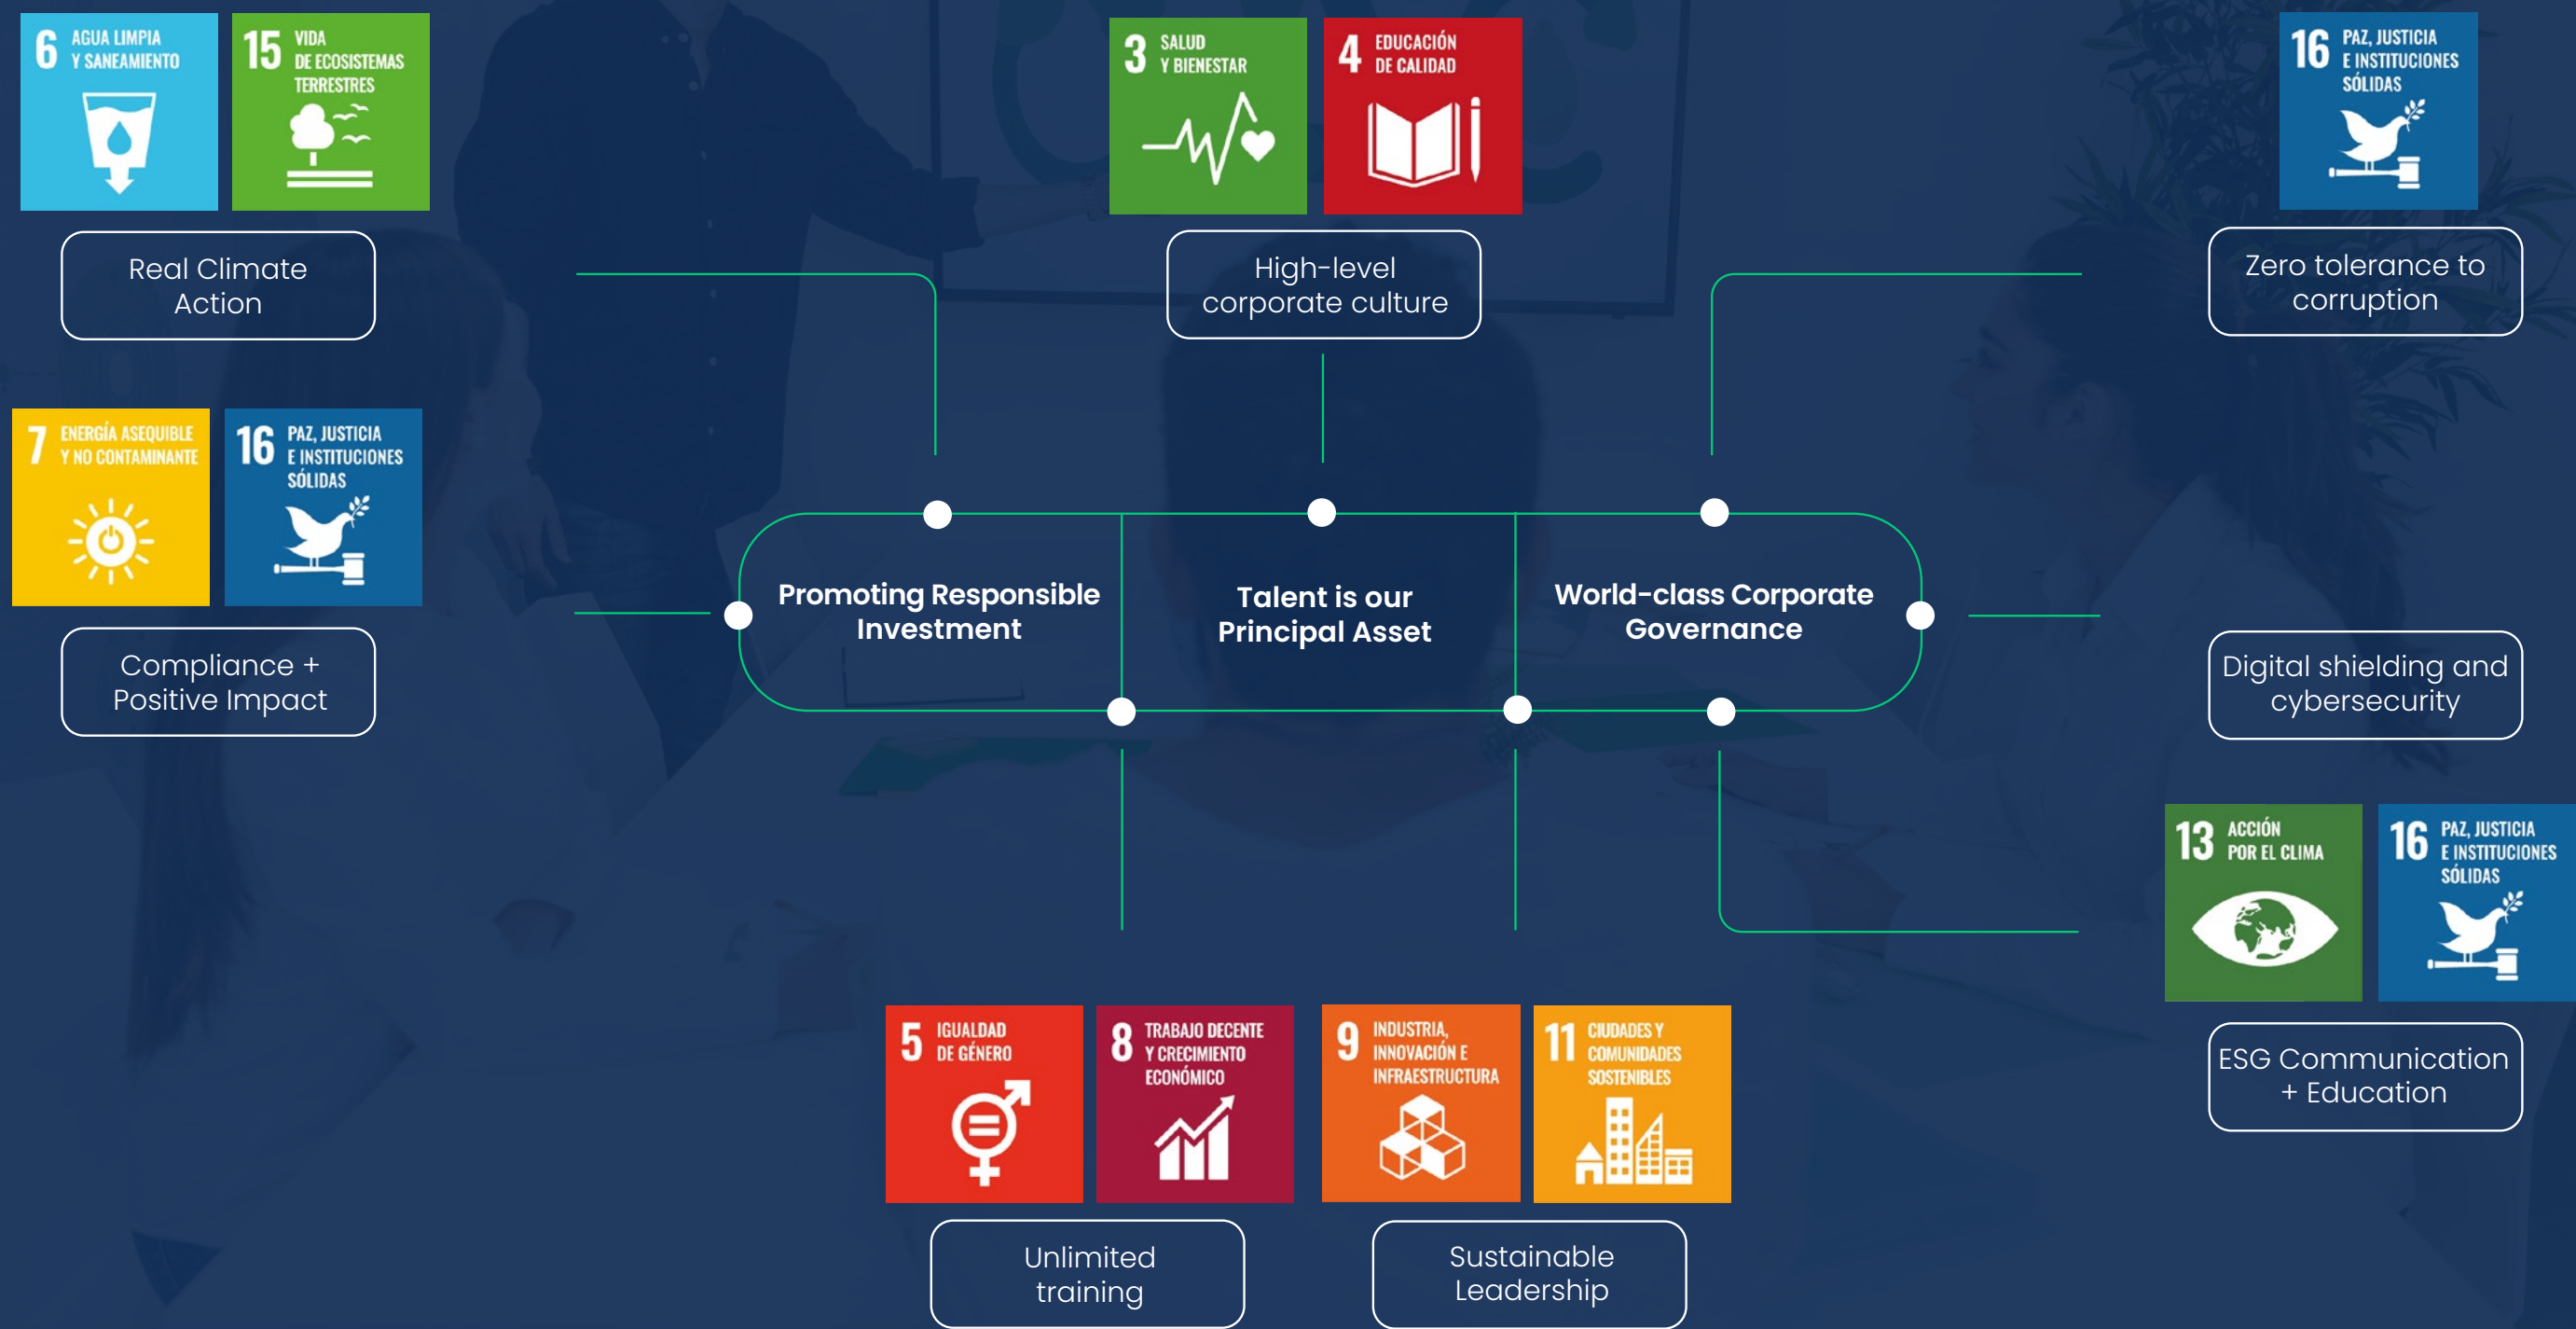 6 AGUA LIMPIA
Y SANEAMIENTO
15 VIDA
DE ECOSISTEMAS
TERRESTRES
Real Climate
Action
3 SALUD
Y BIENESTAR
4 EDUCACIÓN
DE CALIDAD
High-level
corporate culture
16 PAZ, JUSTICIA
E INSTITUCIONES
SÓLIDAS
Zero tolerance to
corruption
7 ENERGÍA ASEQUIBLE
Y NO CONTAMINANTE
16 PAZ, JUSTICIA
E INSTITUCIONES
SÓLIDAS
Compliance +
Positive Impact
Promoting Responsible
Investment
Talent is our
Principal Asset
World-class Corporate
Governance
Digital shielding and
cybersecurity
13 ACCIÓN
POR EL CLIMA
16 PAZ, JUSTICIA
E INSTITUCIONES
SÓLIDAS
ESG Communication
+ Education
5 IGUALDAD
DE GÉNERO
8 TRABAJO DECENTE
Y CRECIMIENTO
ECONÓMICO
9 INDUSTRIA,
INNOVACIÓN E
INFRAESTRUCTURA
11 CIUDADES Y
COMUNIDADES
SOSTENIBLES
Unlimited
training
Sustainable
Leadership